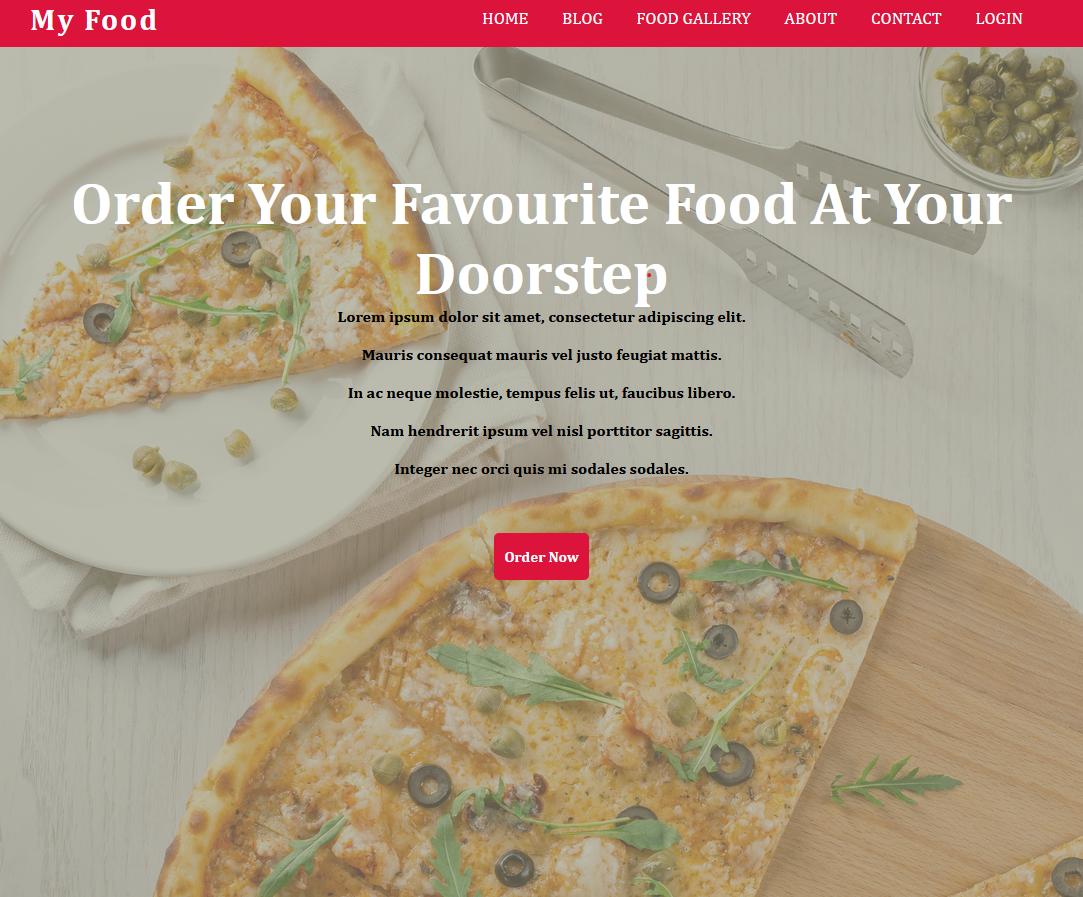 My Food
HOME BLOG FOOD GALLERY ABOUT CONTACT LOGIN
Order Your Favourite Food At Your
Doorstep
Lorem ipsum dolor sit amet, consectetur adipiscing elit.
Mauris consequat mauris vel justo feugiat mattis.
In ac neque molestie, tempus felis ut, faucibus libero.
Nam hendrerit ipsum vel nisl porttitor sagittis.
Integer nec orci quis mi sodales sodales.
Order Now